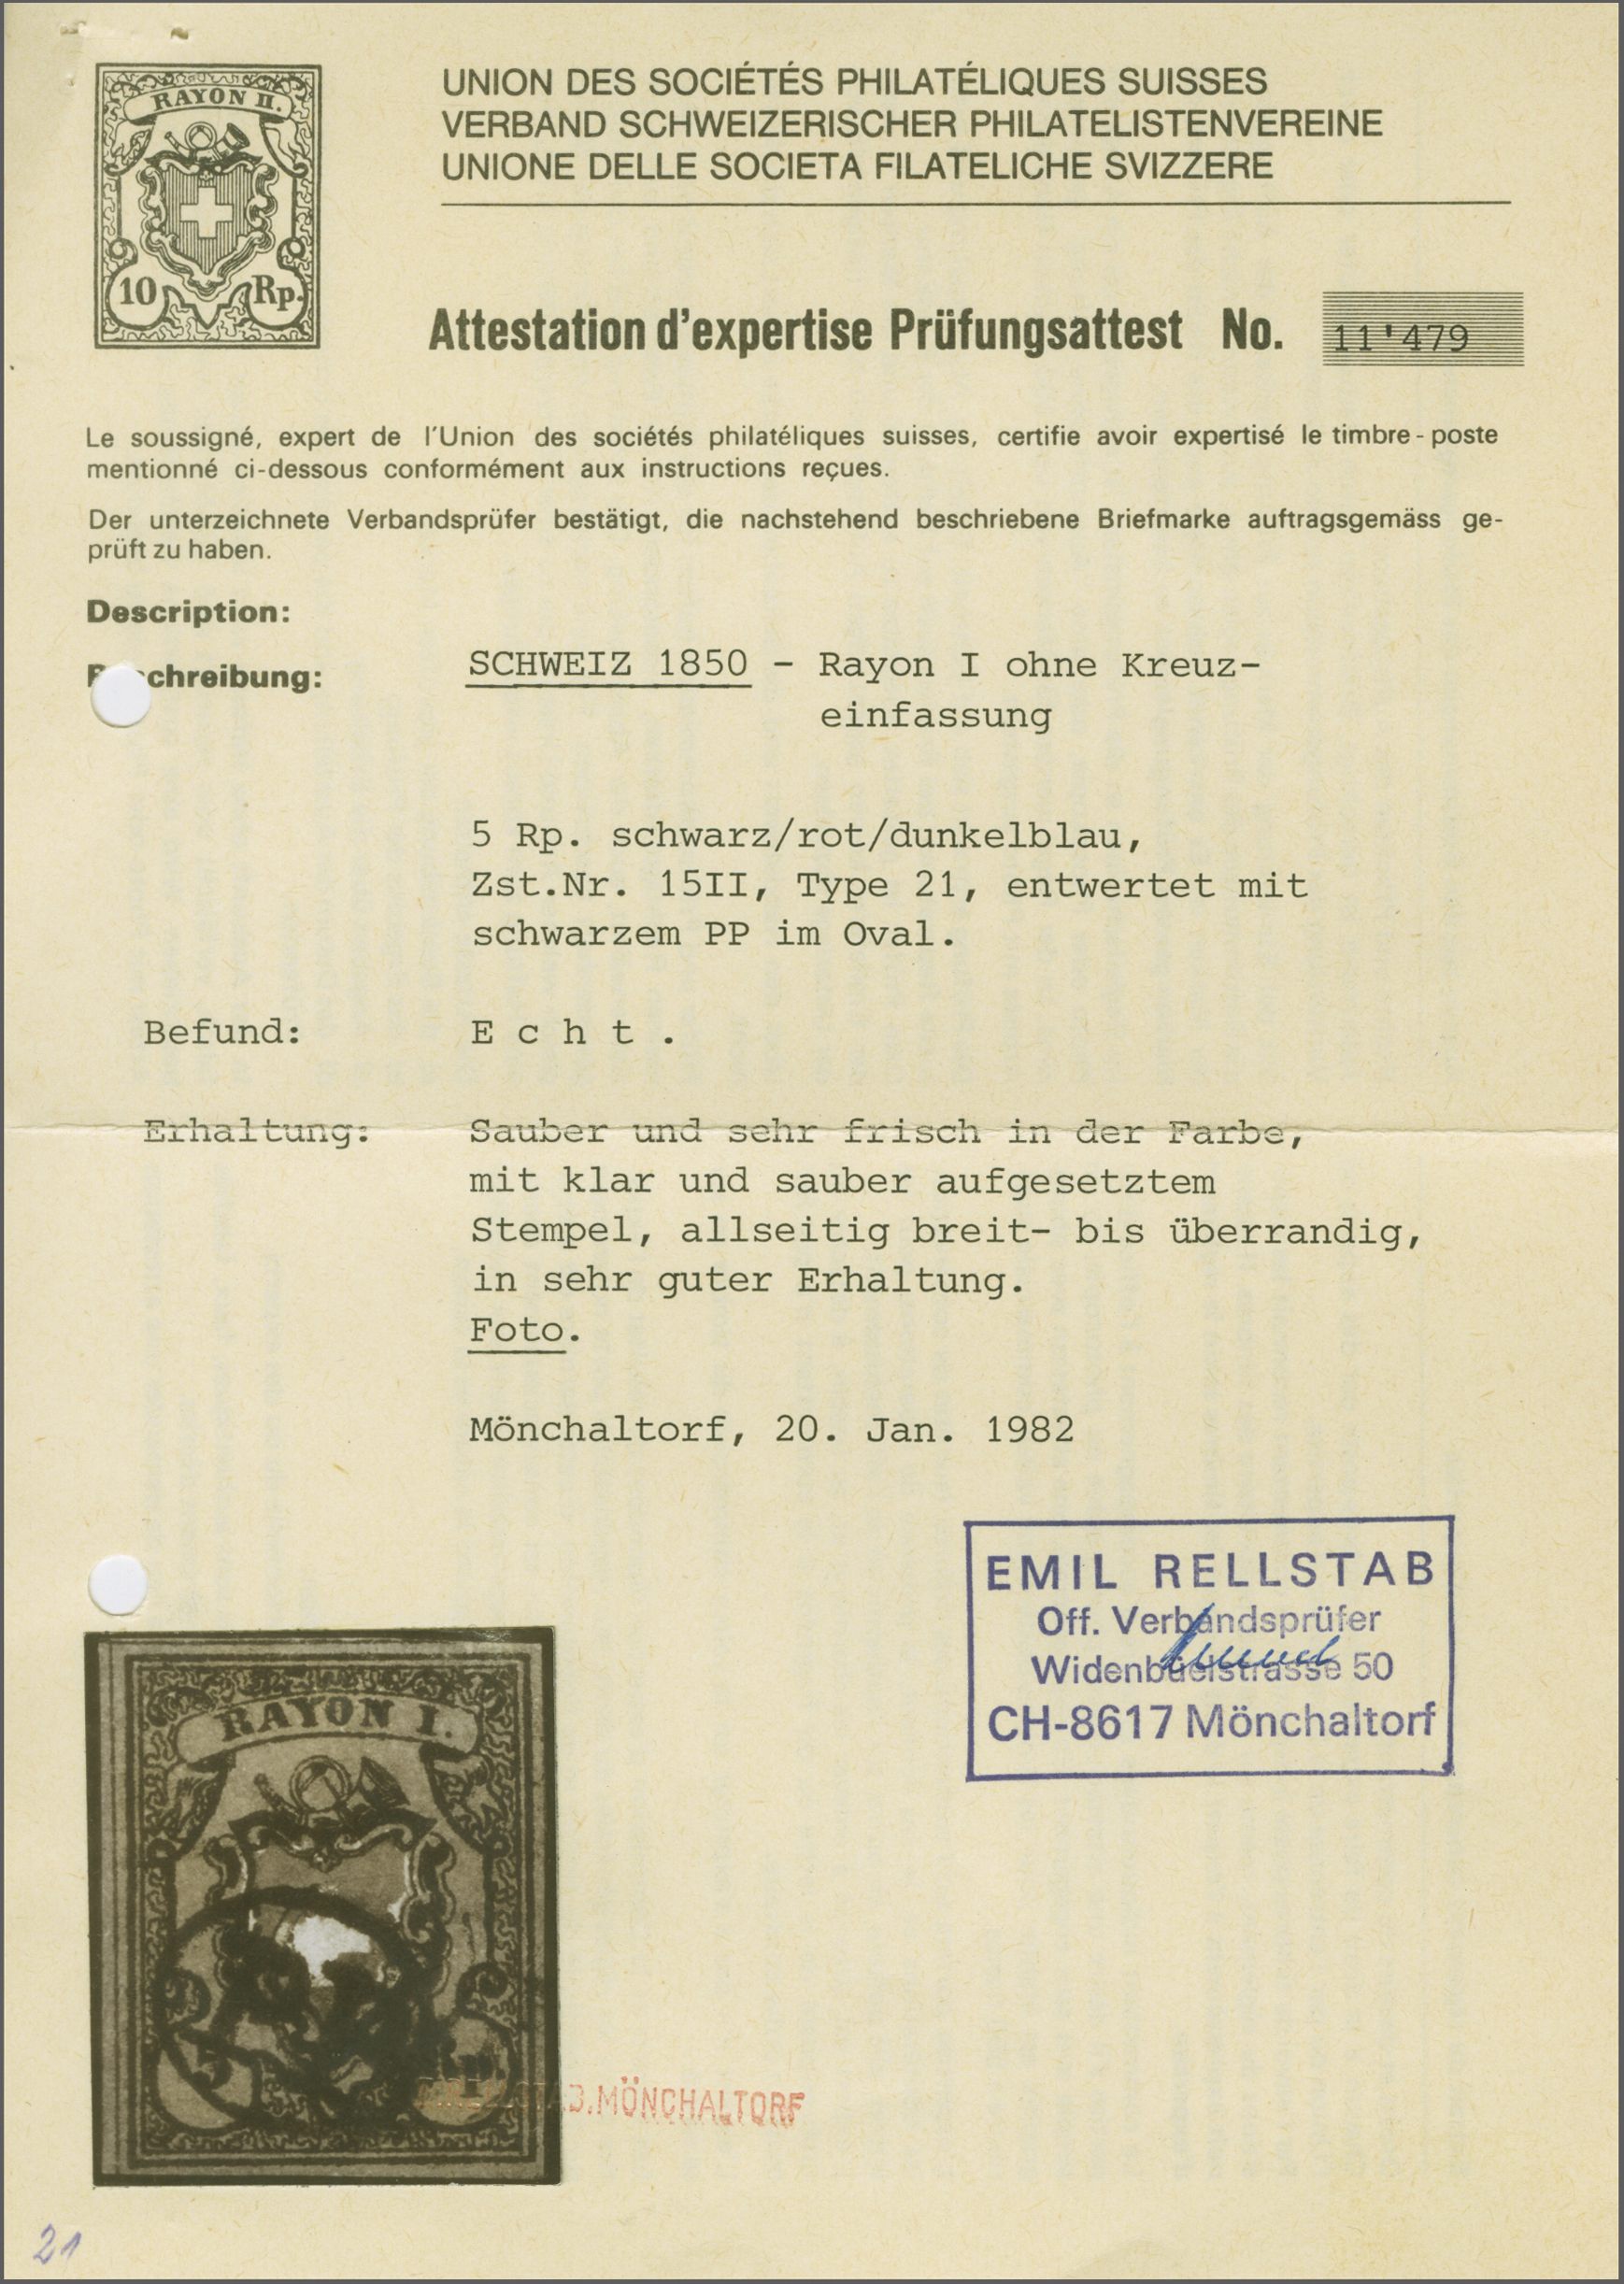 RAYON II.
10 Rp.
UNION DES SOCIÉTÉS PHILATÉLIQUES SUISSES
VERBAND SCHWEIZERISCHER PHILATELISTENVEREINE
UNIONE DELLE SOCIETA FILATELICHE SVIZZERE
Attestation d'expertise Prüfungsattest No. 11'479
Le soussigné, expert de l'Union des sociétés philatéliques suisses, certifie avoir expertisé le timbre-poste
mentionné ci-dessous conformément aux instructions reçues.
Der unterzeichnete Verbandsprüfer bestätigt, die nachstehend beschriebene Briefmarke auftragsgemäss ge-
prüft zu haben.
Description:
Beschreibung: SCHWEIZ 1850 - Rayon I ohne Kreuz-
einfassung
5 Rp. schwarz/rot/dunkelblau,
Zst.Nr. 15II, Type 21, entwertet mit
schwarzem PP im Oval.
Befund: E c h t .
Erhaltung: Sauber und sehr frisch in der Farbe,
mit klar und sauber aufgesetztem
Stempel, allseitig breit- bis überrandig,
in sehr guter Erhaltung.
Foto.
Mönchaltorf, 20. Jan. 1982
EMIL RELLSTAB
Off. Verbandsprüfer
Widenbüelstrasse 50
CH-8617 Mönchaltorf
RAYON I.
MÖNCHALTORF
21